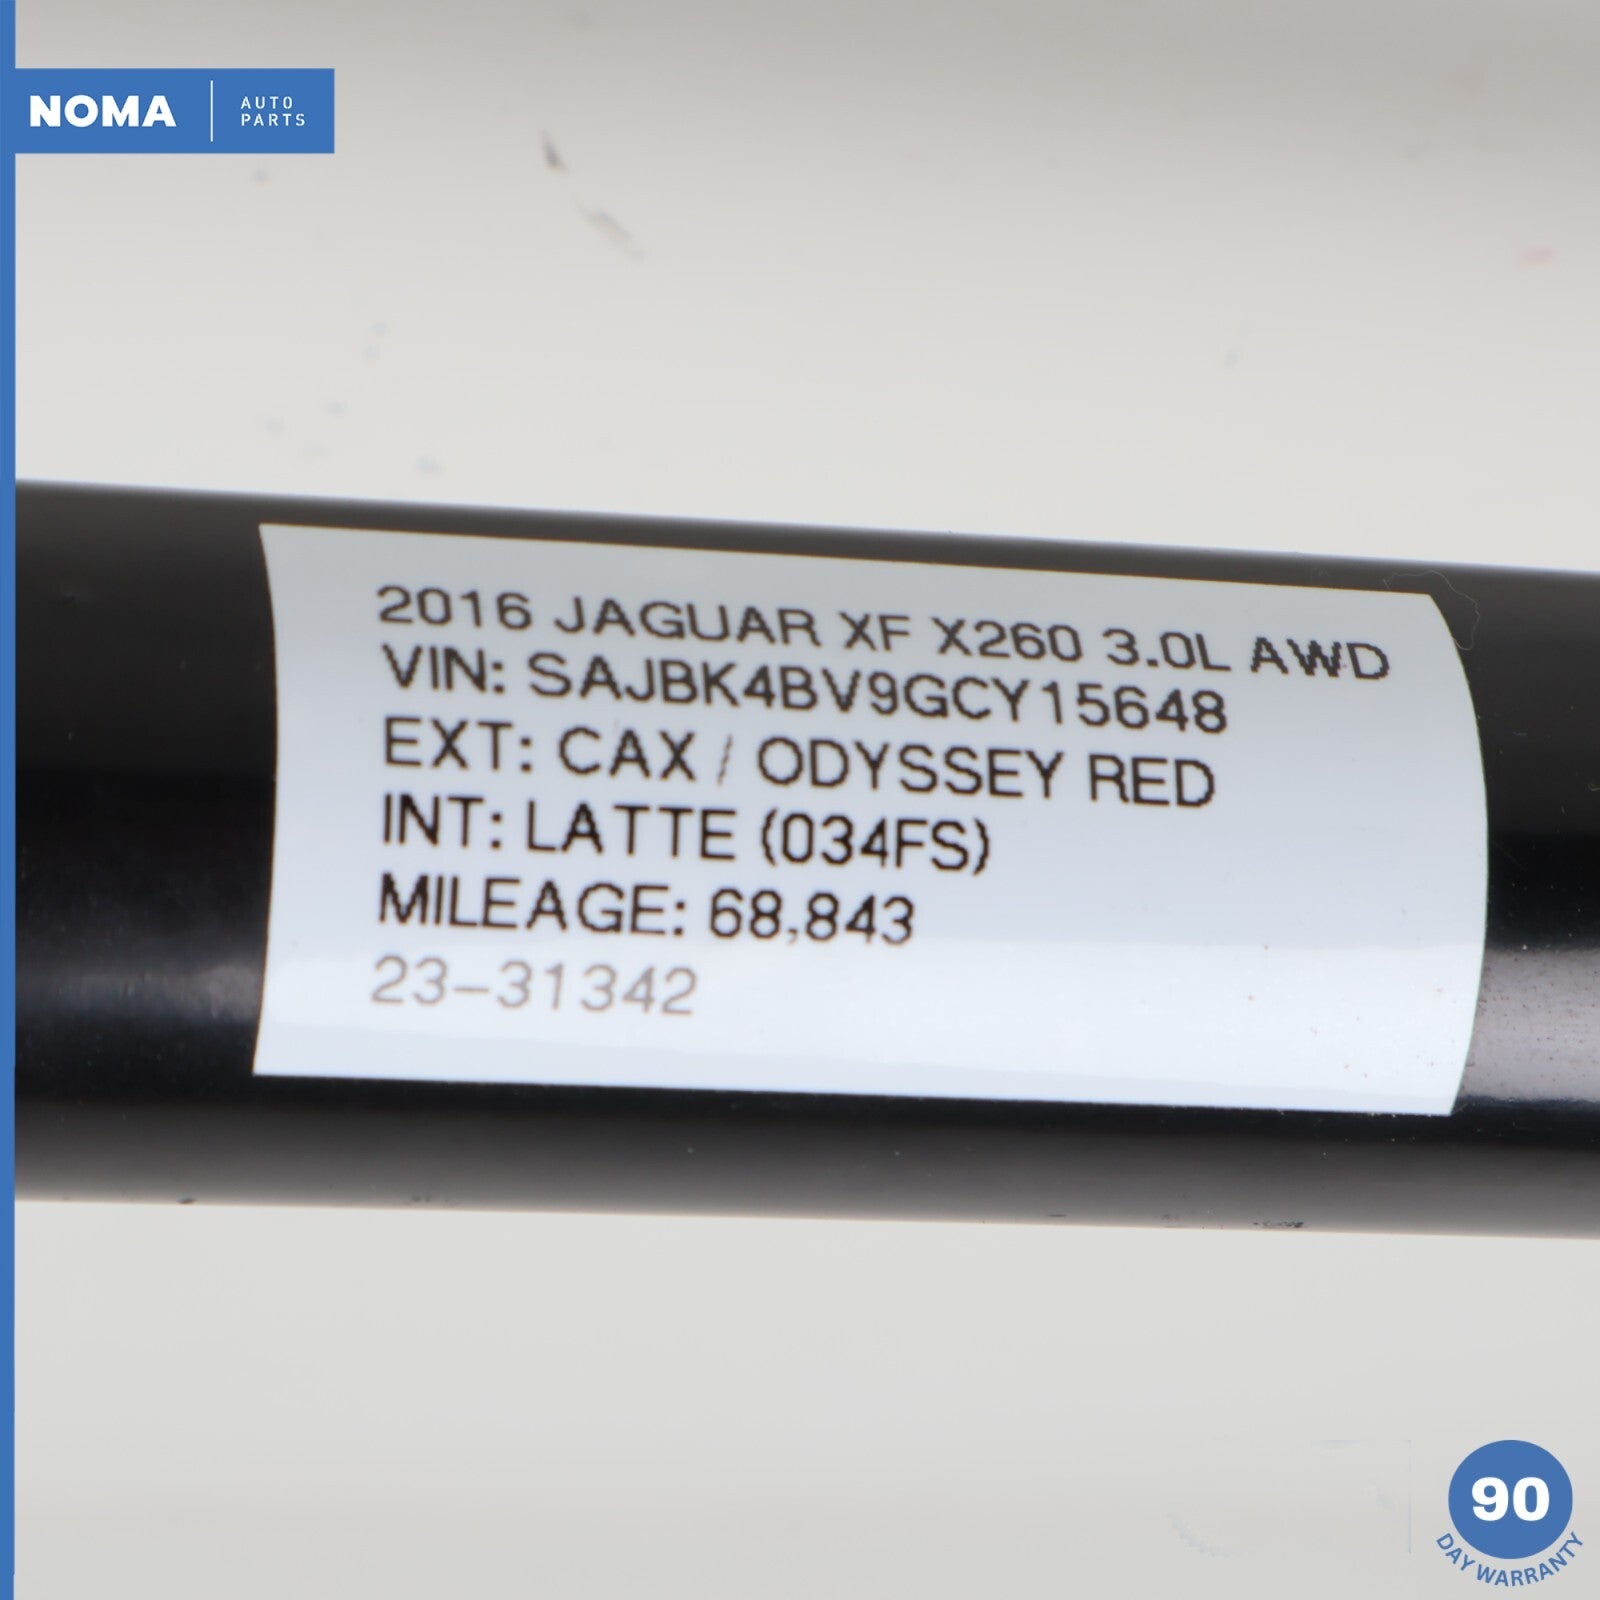 NOMA
AUTO
PARTS
2016 JAGUAR XF X260 3.0L AWD
VIN: SAJBK4BV9GCY15648
EXT: CAX / ODYSSEY RED
INT: LATTE (034FS)
MILEAGE: 68,843
23-31342
90
DAY WARRANTY